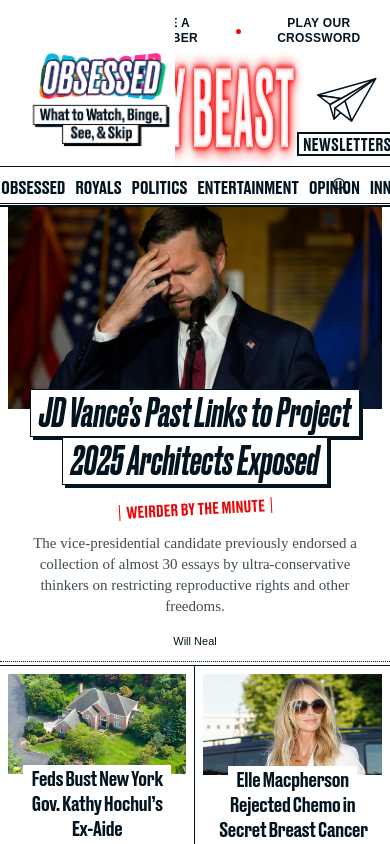 E A
BER
PLAY OUR
CROSSWORD
OBSESSED
What to Watch, Binge,
See, & Skip
Y BEAST
NEWSLETTERS
OBSESSED ROYALS POLITICS ENTERTAINMENT OPINION INN
JD Vance's Past Links to Project
2025 Architects Exposed
WEIRDER BY THE MINUTE
The vice-presidential candidate previously endorsed a
collection of almost 30 essays by ultra-conservative
thinkers on restricting reproductive rights and other
freedoms.
Will Neal
Feds Bust New York
Gov. Kathy Hochul's
Ex-Aide
Elle Macpherson
Rejected Chemo in
Secret Breast Cancer